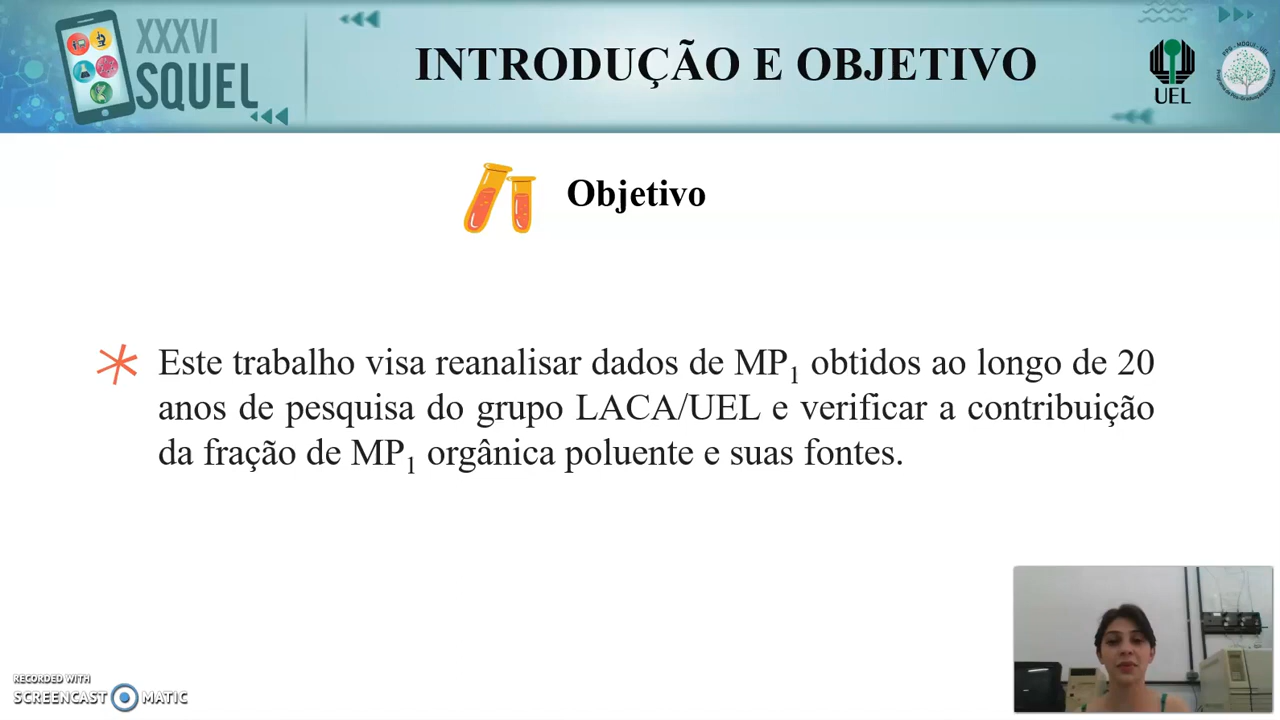 XXXVI
SQUEL
INTRODUÇÃO E OBJETIVO
UEL
Objetivo
Este trabalho visa reanalisar dados de MP₁ obtidos ao longo de 20
anos de pesquisa do grupo LACA/UEL e verificar a contribuição
da fração de MP₁ orgânica poluente e suas fontes.
RECORDED WITH
SCREENCAST MATIC